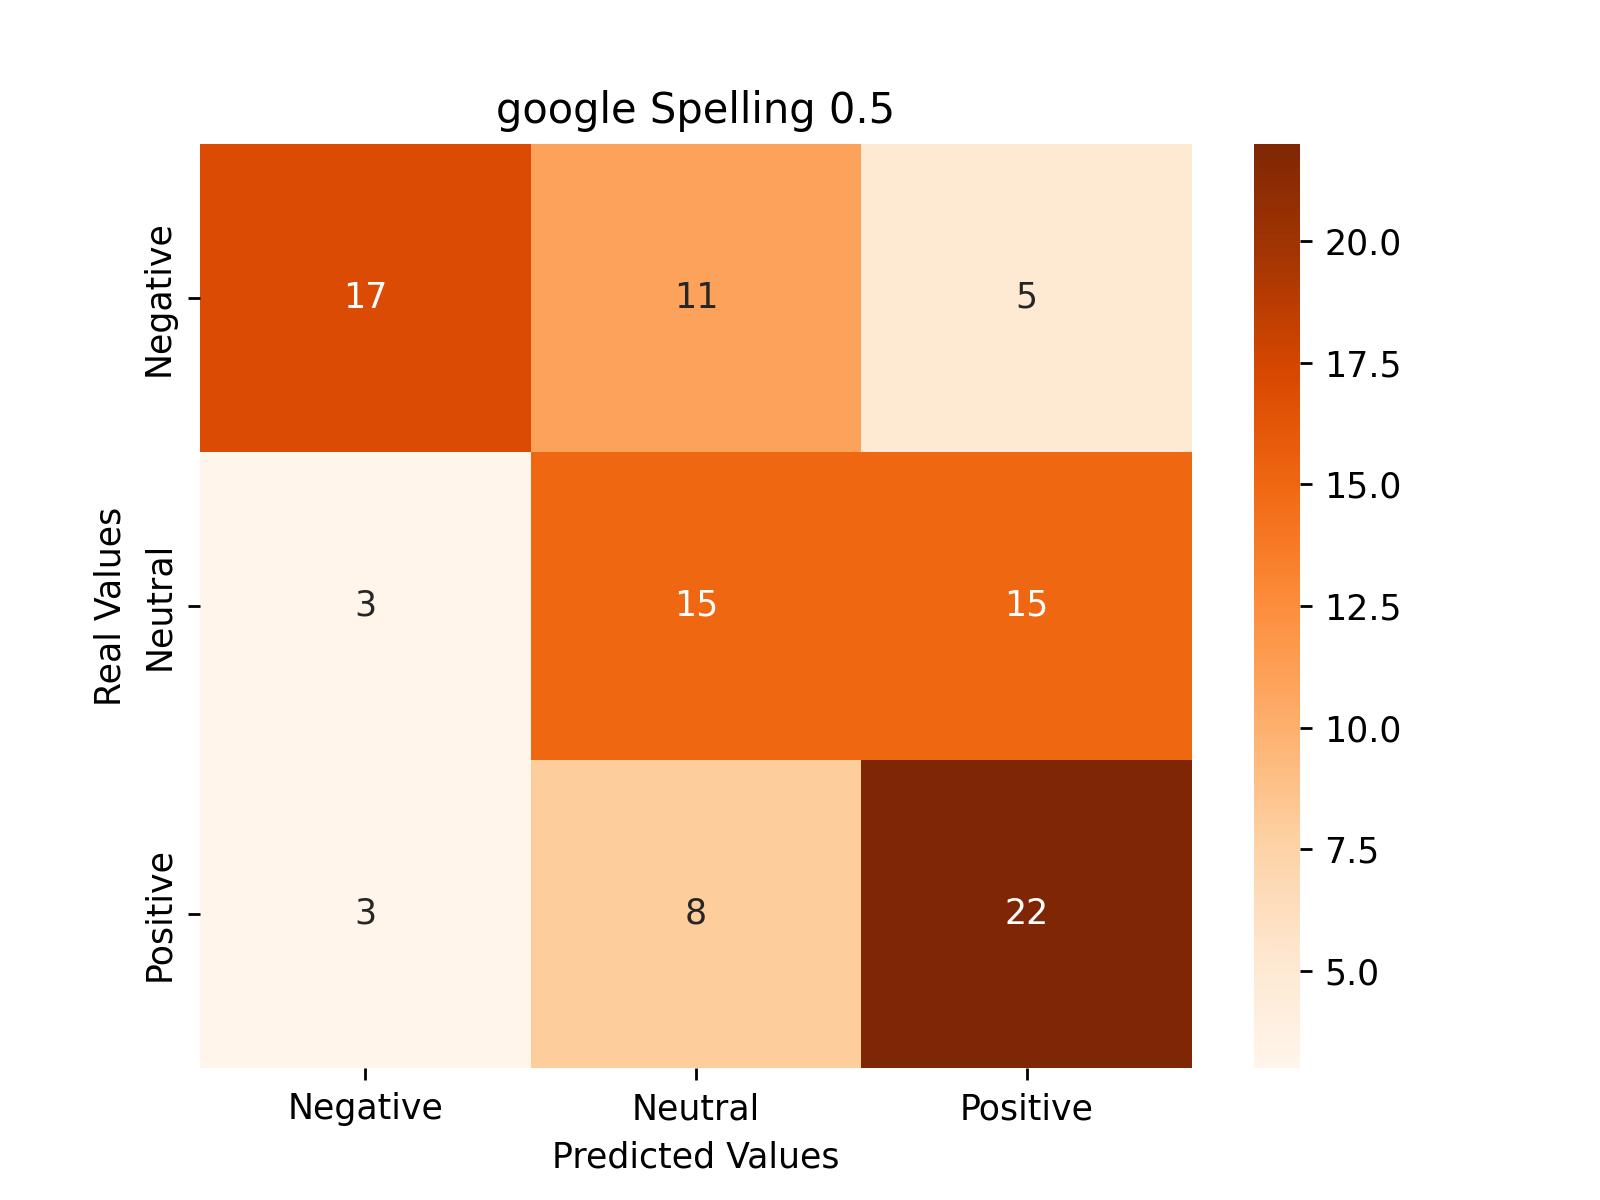 google Spelling 0.5
Real Values
Negative
17 11 5
Neutral
3 15 15
Positive
3 8 22
Negative Neutral Positive
Predicted Values
20.0
17.5
15.0
12.5
10.0
7.5
5.0